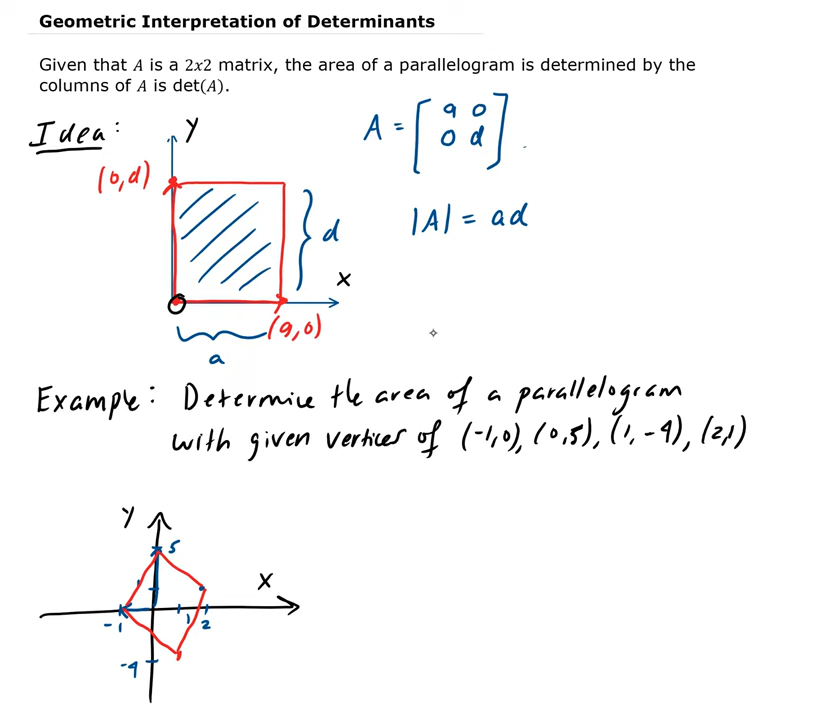 Geometric Interpretation of Determinants
Given that A is a 2x2 matrix, the area of a parallelogram is determined by the
columns of A is det(A).
Idea:
y
A = [ a 0
0 d ]
(0,d)
|A| = ad
d
x
(a,0)
a
Example: Determine the area of a parallelogram
with given vertices of (-1,0), (0,5), (1,-4), (2,1)
y
5
x
-1
1
2
-4